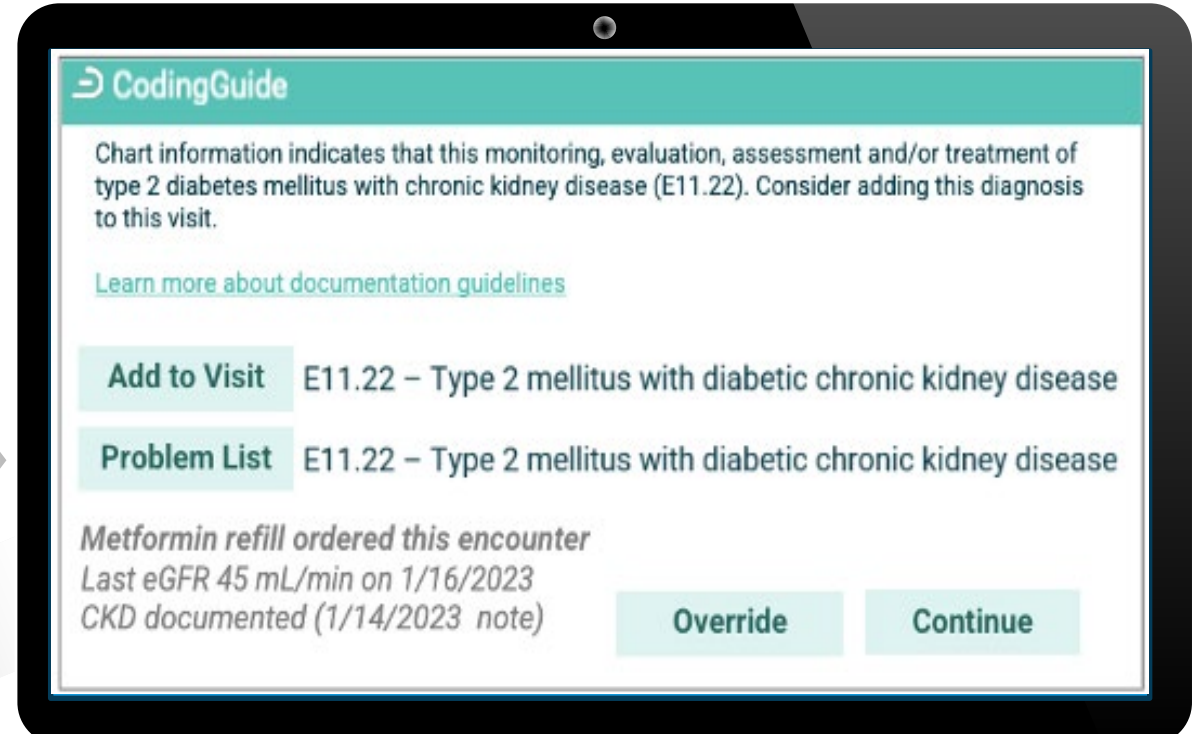 CodingGuide
Chart information indicates that this monitoring, evaluation, assessment and/or treatment of
type 2 diabetes mellitus with chronic kidney disease (E11.22). Consider adding this diagnosis
to this visit.
Learn more about documentation guidelines
Add to Visit E11.22 – Type 2 mellitus with diabetic chronic kidney disease
Problem List E11.22 – Type 2 mellitus with diabetic chronic kidney disease
Metformin refill ordered this encounter
Last eGFR 45 mL/min on 1/16/2023
CKD documented (1/14/2023 note)
Override Continue